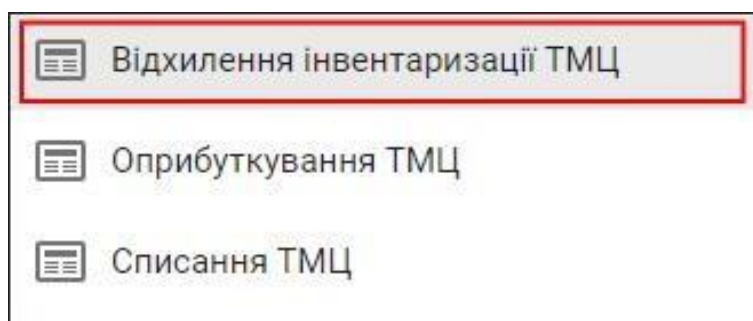 Відхилення інвентаризації ТМЦ
Оприбуткування ТМЦ
Списання ТМЦ